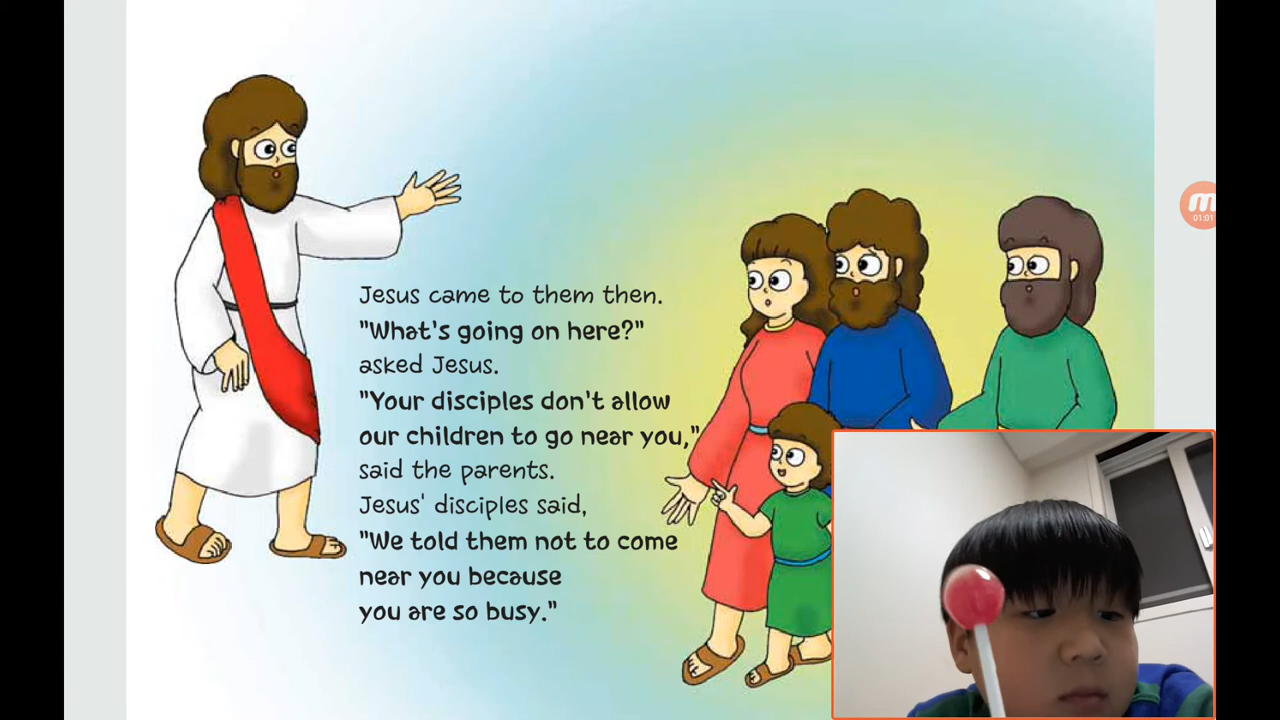 Jesus came to them then.
"What's going on here?"
asked Jesus.
"Your disciples don't allow
our children to go near you,"
said the parents.
Jesus' disciples said,
"We told them not to come
near you because
you are so busy."
01:01